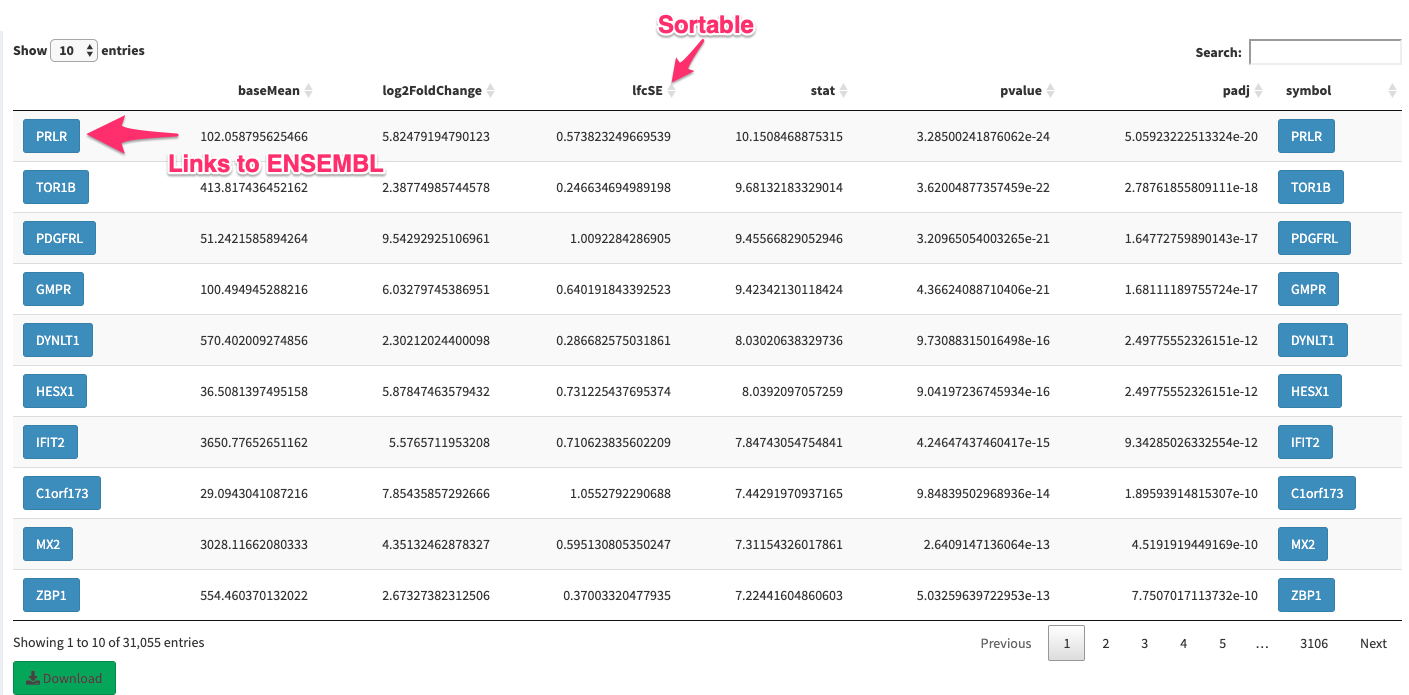 Sortable
Show 10 entries
Search:
baseMean log2FoldChange lfcSE stat pvalue padj symbol
PRLR 102.058795625466 5.82479194790123 0.573823249669539 10.1508468875315 3.28500241876062e-24 5.05923222513324e-20 PRLR
Links to ENSEMBL
TOR1B 413.817436452162 2.38774985744578 0.246634694989198 9.68132183329014 3.62004877357459e-22 2.78761855809111e-18 TOR1B
PDGFRL 51.2421585894264 9.54292925106961 1.0092284286905 9.45566829052946 3.20965054003265e-21 1.64772759890143e-17 PDGFRL
GMPR 100.494945288216 6.03279745386951 0.640191843392523 9.42342130118424 4.36624088710406e-21 1.68111189755724e-17 GMPR
DYNLT1 570.402009274856 2.30212024400098 0.286682575031861 8.03020638329736 9.73088315016498e-16 2.49775552326151e-12 DYNLT1
HESX1 36.5081397495158 5.87847463579432 0.731225437695374 8.0392097057259 9.04197236745934e-16 2.49775552326151e-12 HESX1
IFIT2 3650.77652651162 5.5765711953208 0.710623835602209 7.84743054754841 4.24647437460417e-15 9.34285026332554e-12 IFIT2
C1orf173 29.0943041087216 7.85435857292666 1.0552792290688 7.44291970937165 9.84839502968936e-14 1.89593914815307e-10 C1orf173
MX2 3028.11662080333 4.35132462878327 0.595130805350247 7.31154326017861 2.6409147136064e-13 4.5191919449169e-10 MX2
ZBP1 554.460370132022 2.67327382312506 0.37003320477935 7.22441604860603 5.03259639722953e-13 7.7507017113732e-10 ZBP1
Showing 1 to 10 of 31,055 entries
Previous 1 2 3 4 5 … 3106 Next
Download